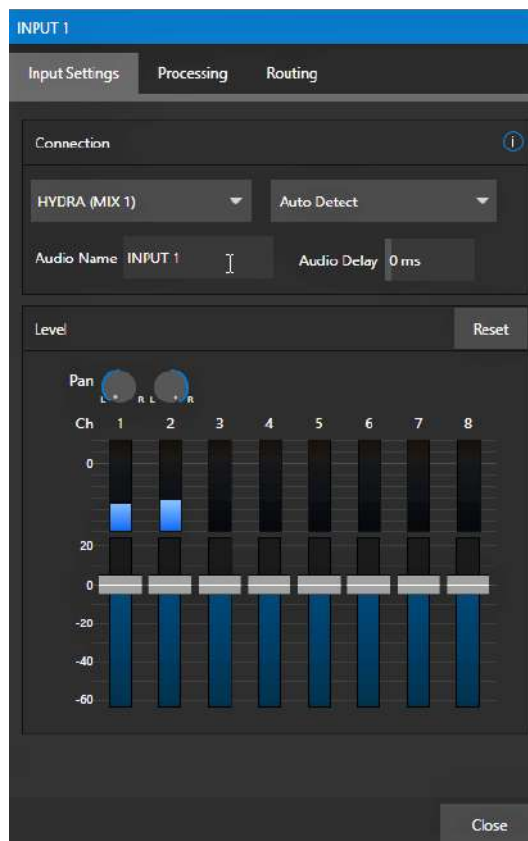 INPUT 1
Input Settings Processing Routing
Connection
HYDRA (MIX 1) Auto Detect
Audio Name INPUT 1 Audio Delay 0 ms
Level Reset
Pan
L R L R
Ch 1 2 3 4 5 6 7 8
0
20
0
-20
-40
-60
Close